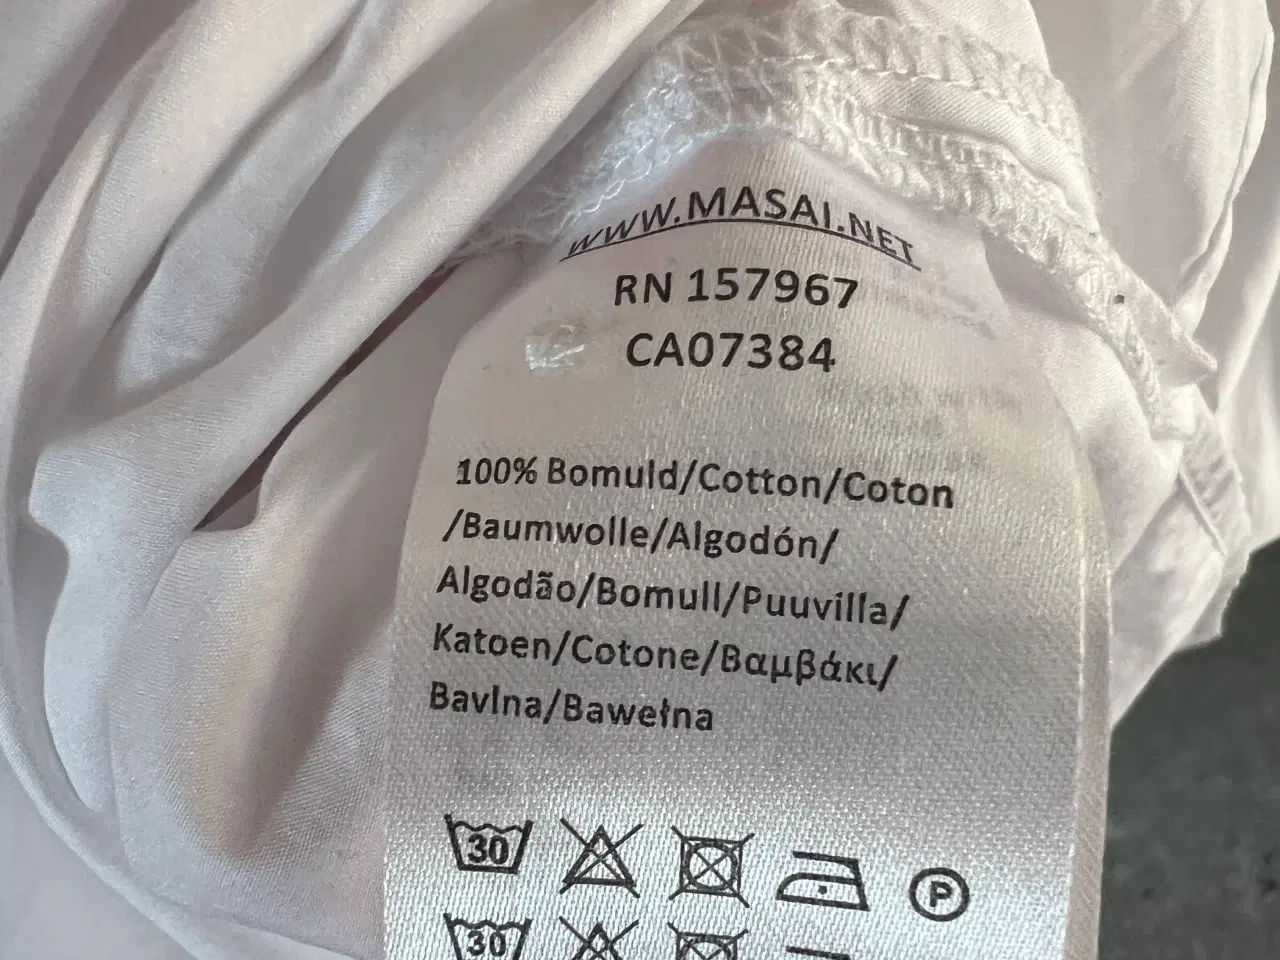 WWW.MASAI.NET
RN 157967
CA07384
100% Bomuld/Cotton/Coton
/Baumwolle/Algodón/
Algodão/Bomull/Puuvilla/
Katoen/Cotone/Βαμβάκι/
Bavlna/Bawełna
30
P
30